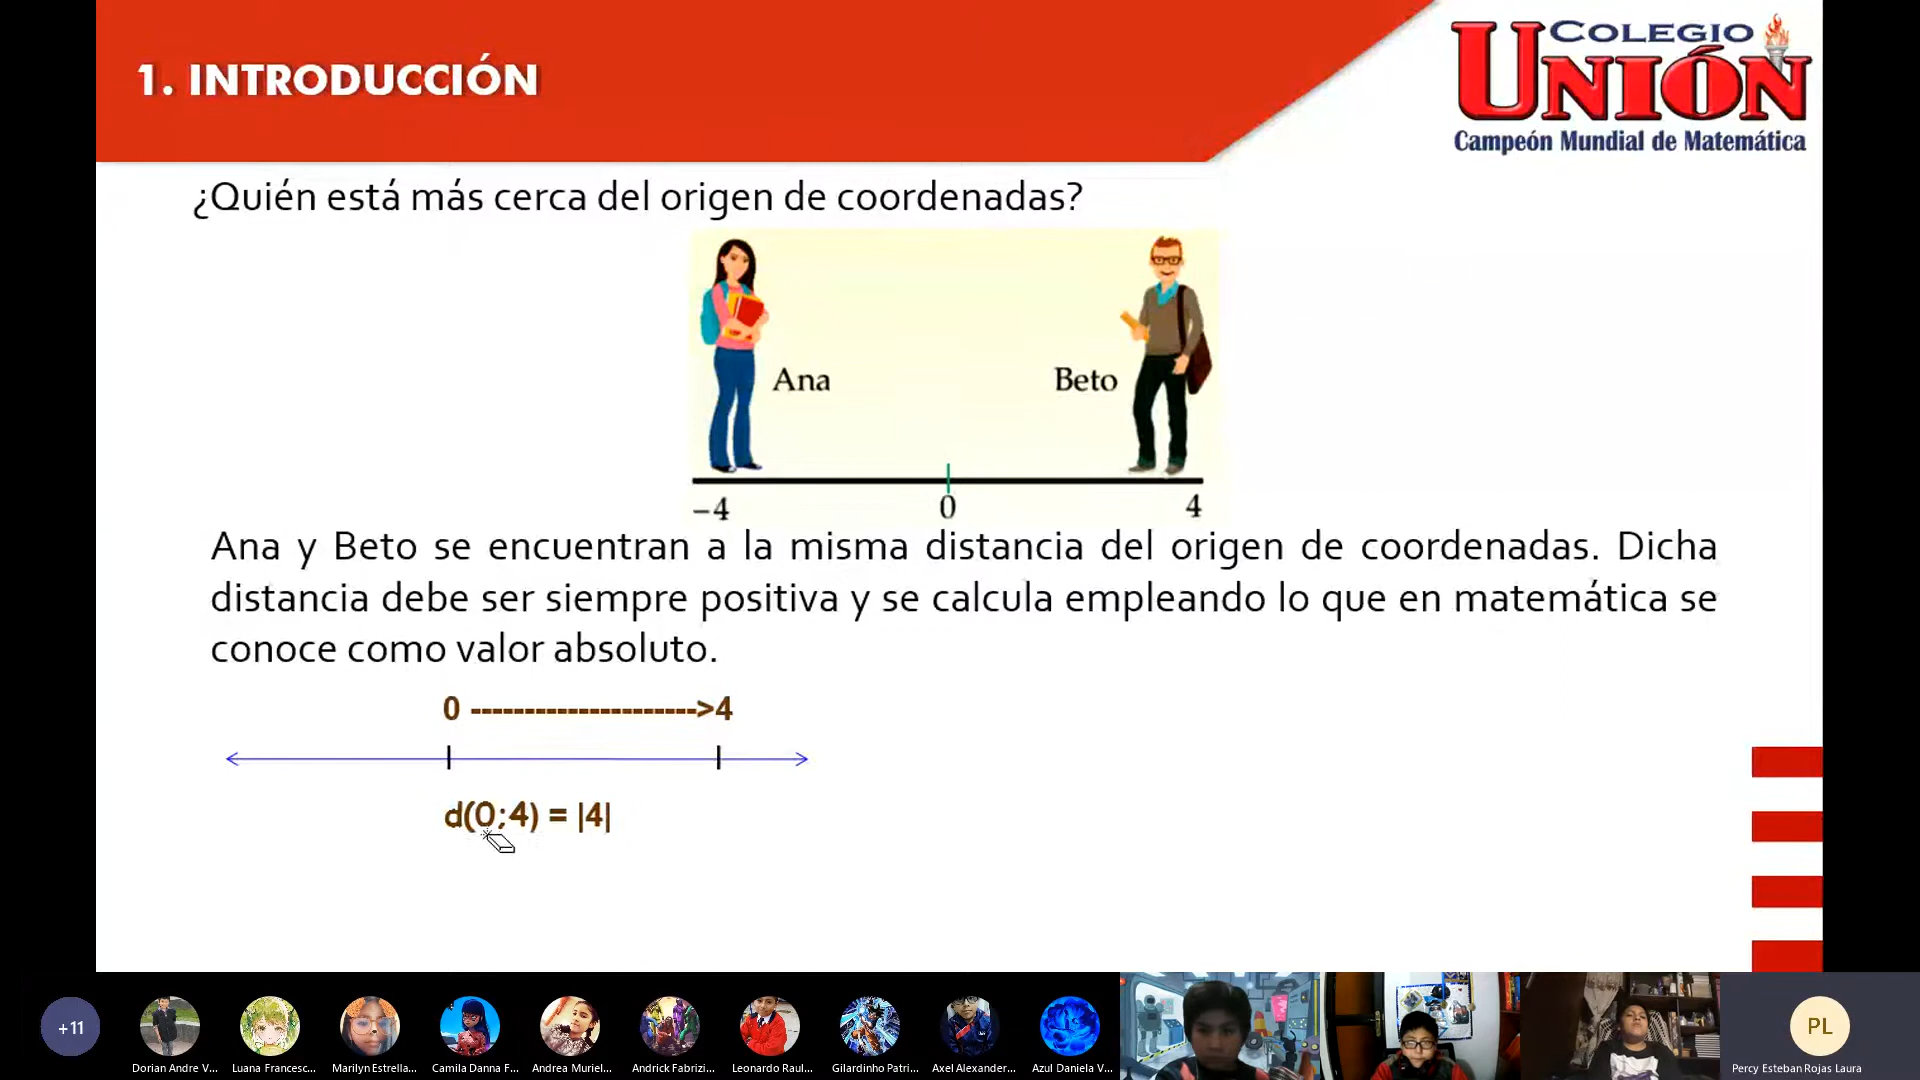 1. INTRODUCCIÓN
COLEGIO
UNIÓN
Campeón Mundial de Matemática
¿Quién está más cerca del origen de coordenadas?
Ana
Beto
−4
0
4
Ana y Beto se encuentran a la misma distancia del origen de coordenadas. Dicha
distancia debe ser siempre positiva y se calcula empleando lo que en matemática se
conoce como valor absoluto.
0 --------------------->4
d(0;4) = |4|
+11
Dorian Andre V...
Luana Francesc...
Marilyn Estrella...
Camila Danna F...
Andrea Muriel...
Andrick Fabrizi...
Leonardo Raul...
Gilardinho Patri...
Axel Alexander...
Azul Daniela V...
PL
Percy Esteban Rojas Laura